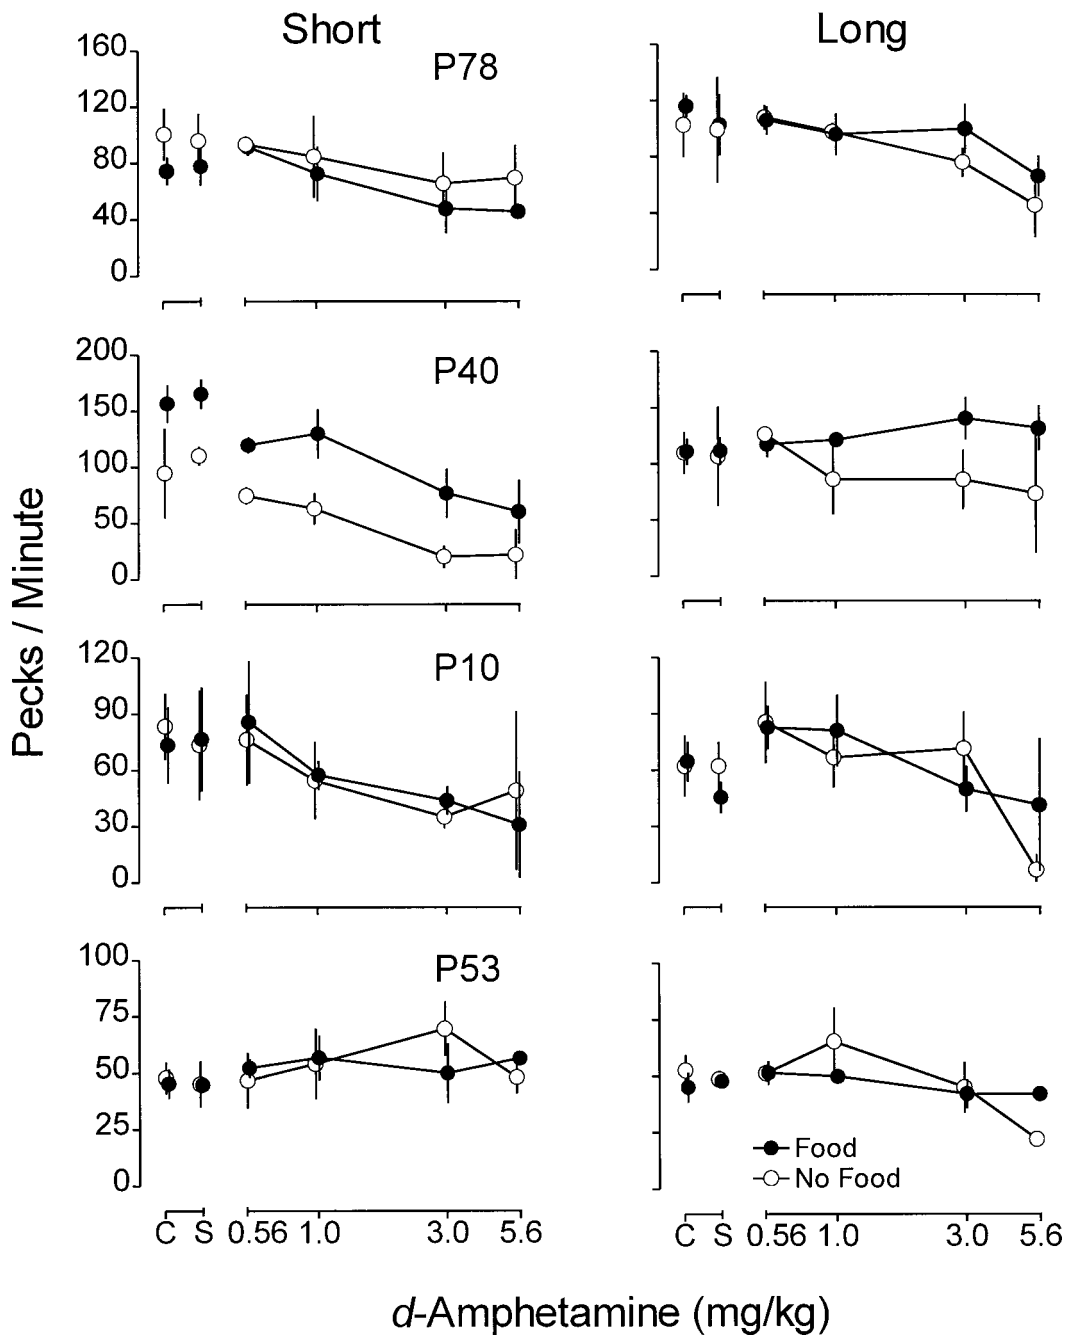 Short Long
160 P78
120
80
40
0
200 P40
150
100
50
0
120 P10
90
60
30
0
100 P53
75
50
25
0
Food
No Food
C S 0.56 1.0 3.0 5.6 C S 0.56 1.0 3.0 5.6
Pecks / Minute
d-Amphetamine (mg/kg)